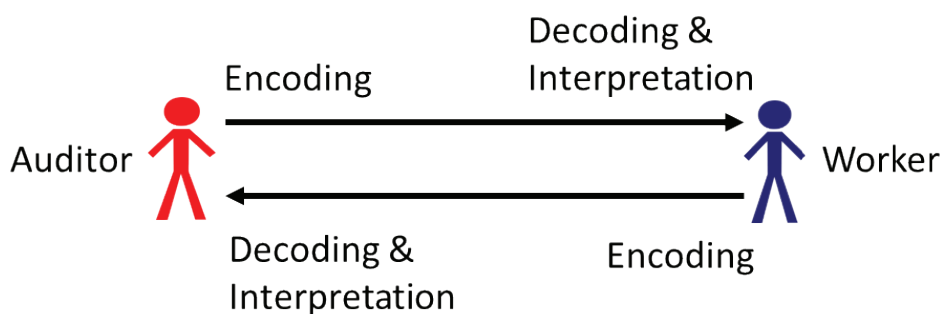 Decoding &
Interpretation
Encoding
Auditor
Worker
Decoding &
Interpretation
Encoding